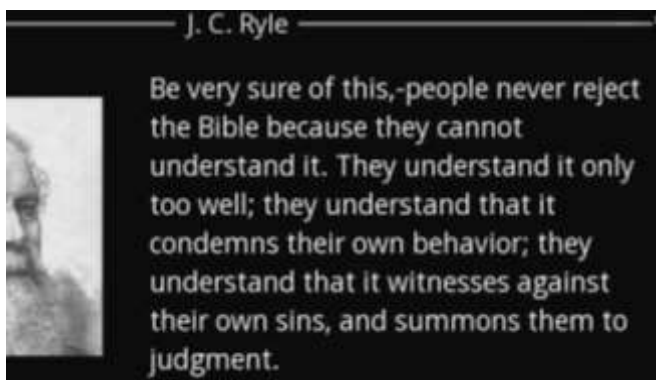 J. C. Ryle
Be very sure of this,-people never reject
the Bible because they cannot
understand it. They understand it only
too well; they understand that it
condemns their own behavior; they
understand that it witnesses against
their own sins, and summons them to
judgment.